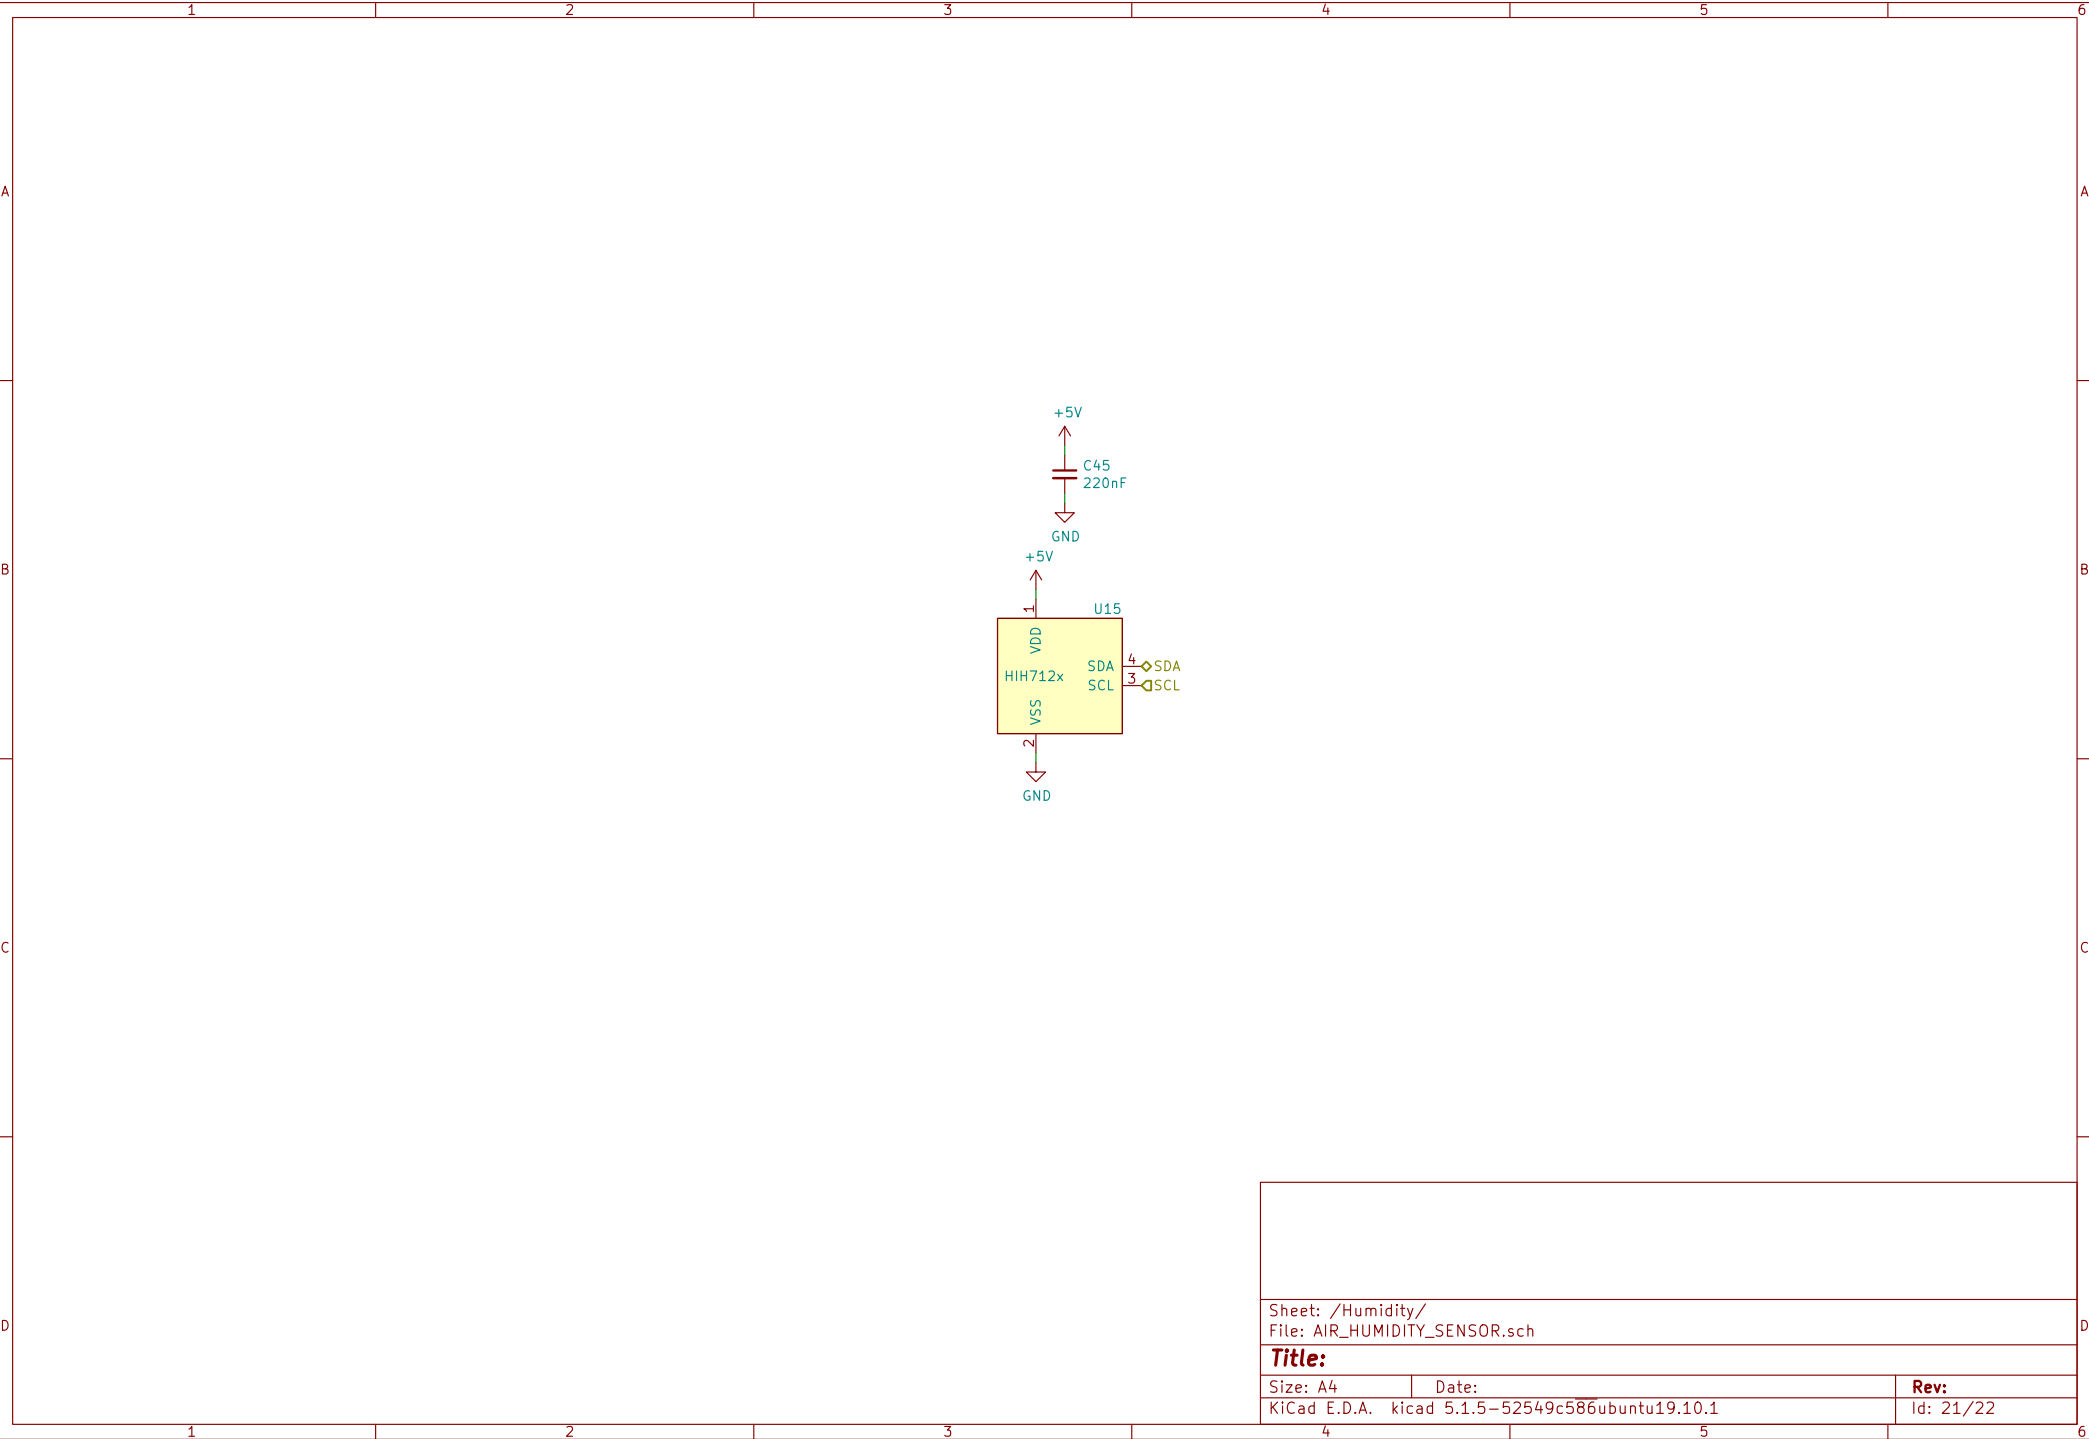 1 2 3 4 5 6
A A
+5V
C45
220nF
GND
+5V
B B
1
U15
VDD
HIH712x
SDA 4 SDA
SCL 3 SCL
VSS
2
GND
C C
Sheet: /Humidity/
File: AIR_HUMIDITY_SENSOR.sch
D D
Title:
Size: A4 Date: Rev:
KiCad E.D.A. kicad 5.1.5-52549c586ubuntu19.10.1 Id: 21/22
1 2 3 4 5 6